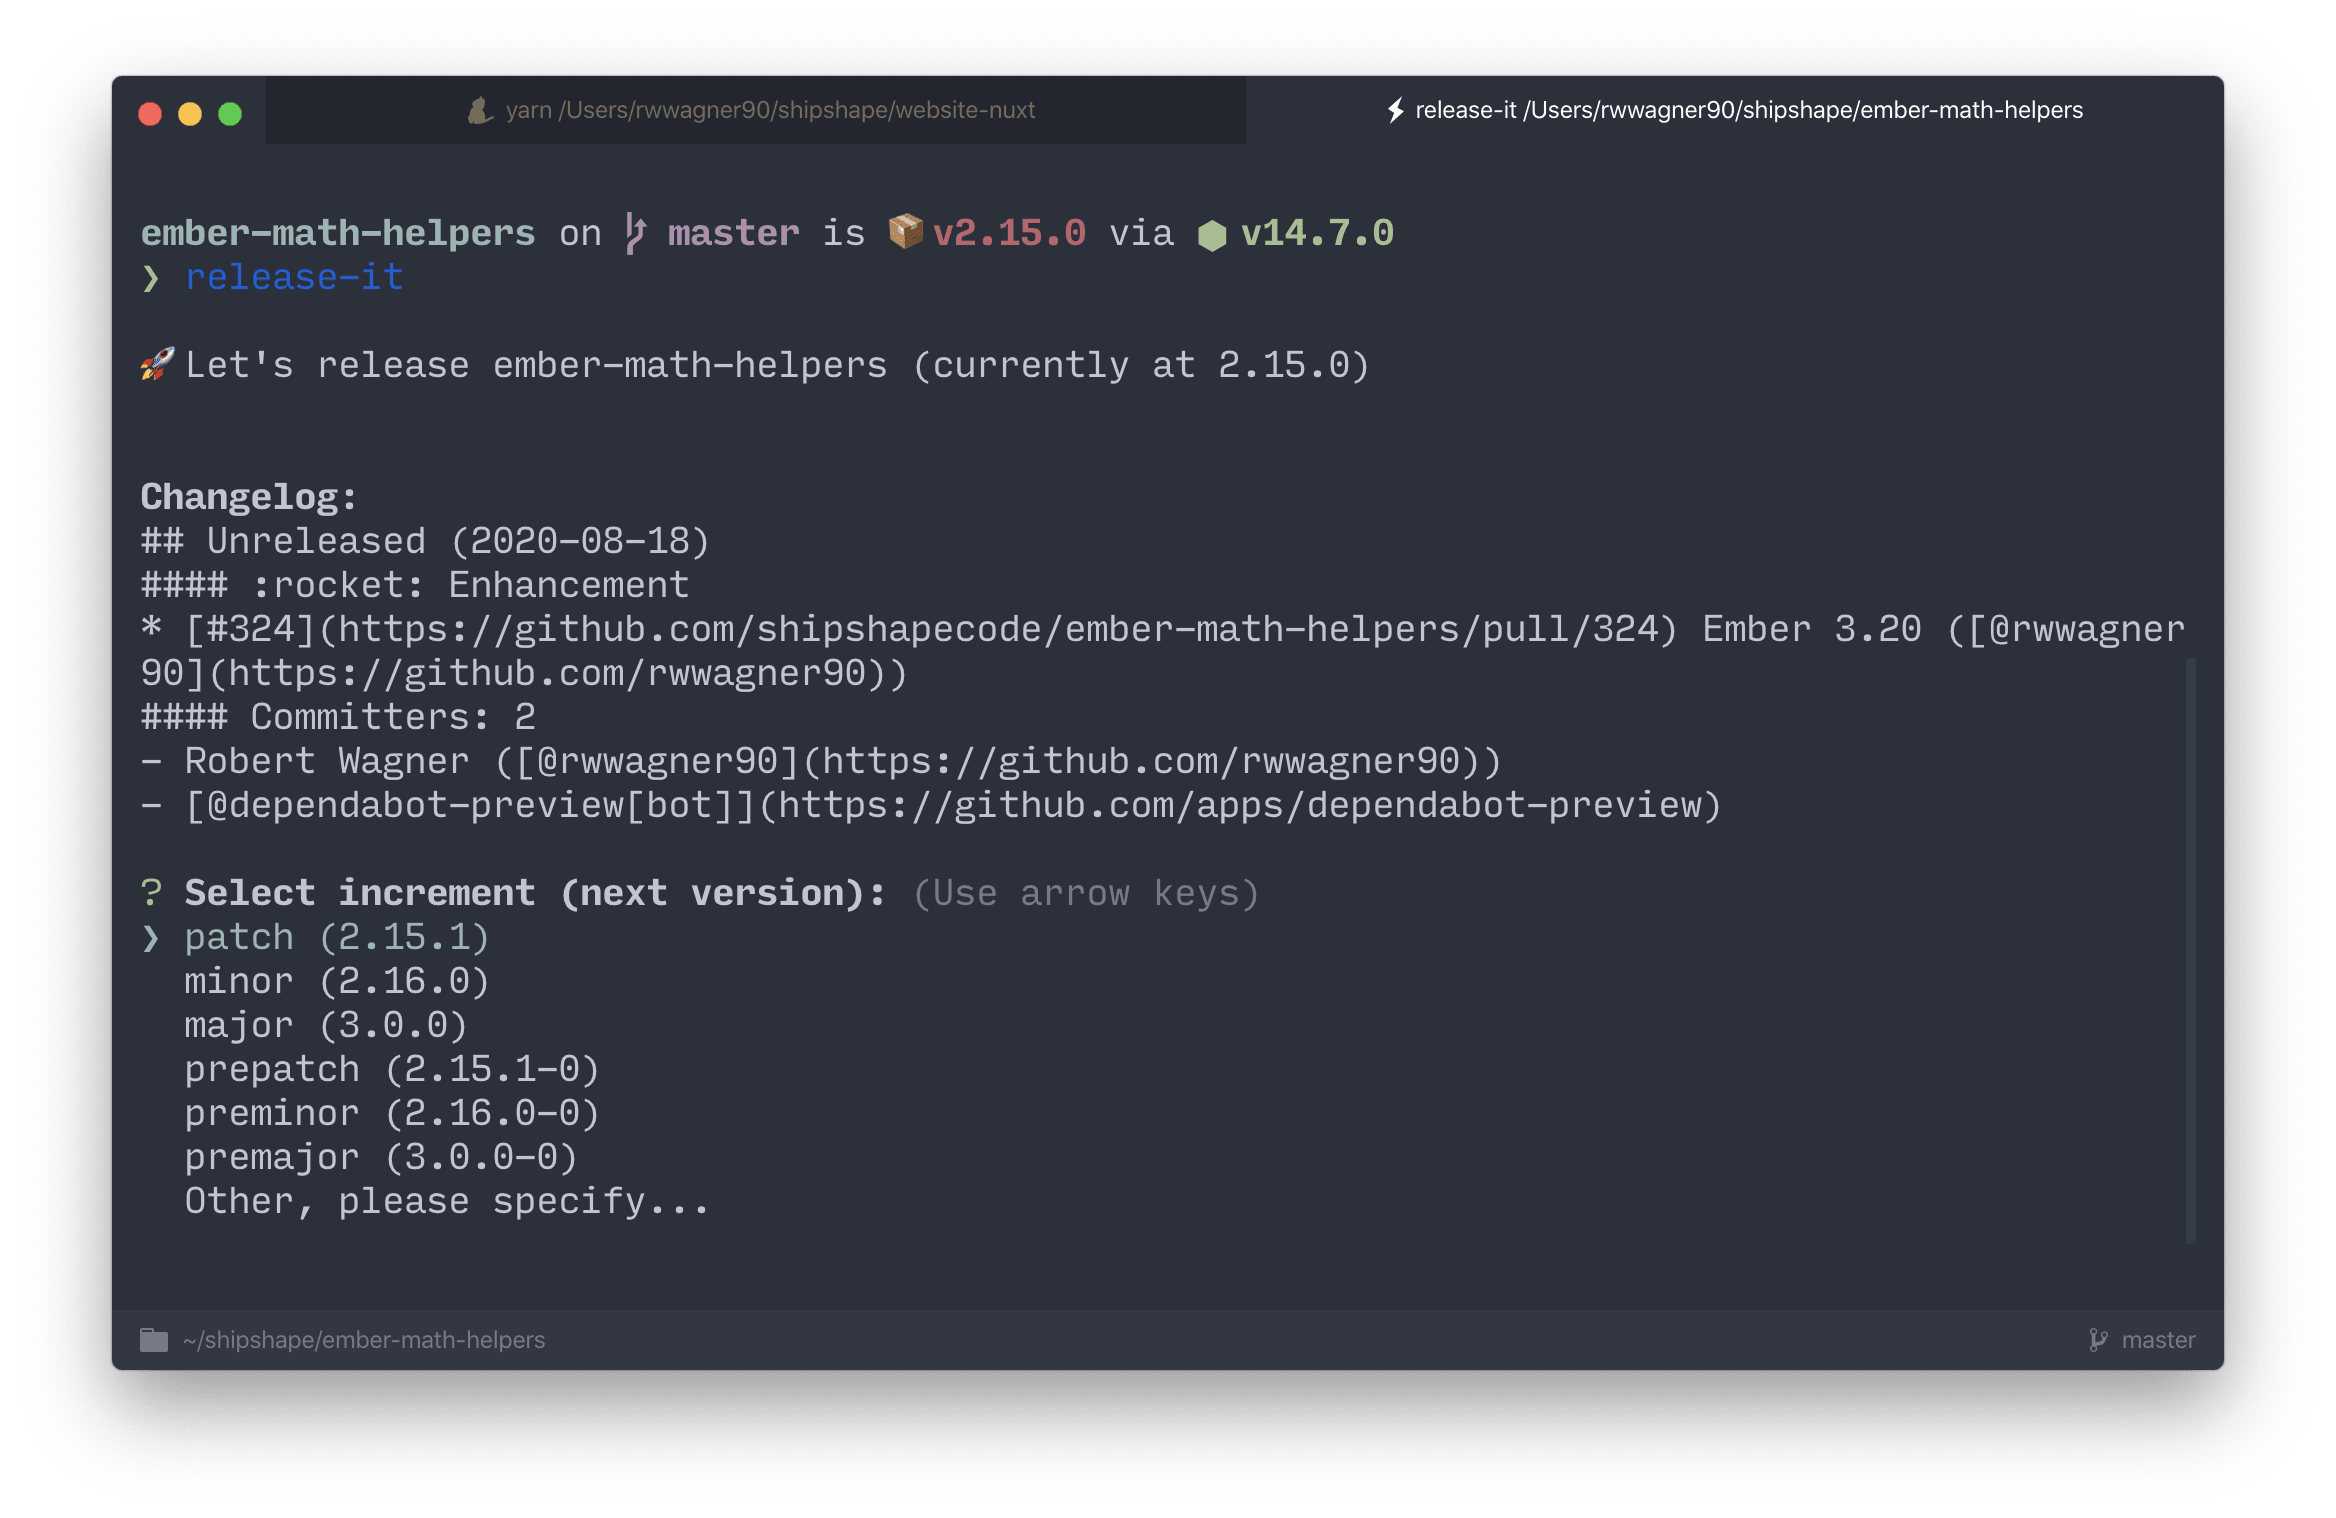 yarn /Users/rwwagner90/shipshape/website-nuxt
release-it /Users/rwwagner90/shipshape/ember-math-helpers
ember-math-helpers on master is 📦 v2.15.0 via ⬢ v14.7.0
❯ release-it
🚀 Let's release ember-math-helpers (currently at 2.15.0)
Changelog:
## Unreleased (2020-08-18)
#### :rocket: Enhancement
* [#324](https://github.com/shipshapecode/ember-math-helpers/pull/324) Ember 3.20 ([@rwwagner
90](https://github.com/rwwagner90))
#### Committers: 2
- Robert Wagner ([@rwwagner90](https://github.com/rwwagner90))
- [@dependabot-preview[bot]](https://github.com/apps/dependabot-preview)
? Select increment (next version): (Use arrow keys)
❯ patch (2.15.1)
minor (2.16.0)
major (3.0.0)
prepatch (2.15.1-0)
preminor (2.16.0-0)
premajor (3.0.0-0)
Other, please specify...
~/shipshape/ember-math-helpers
master